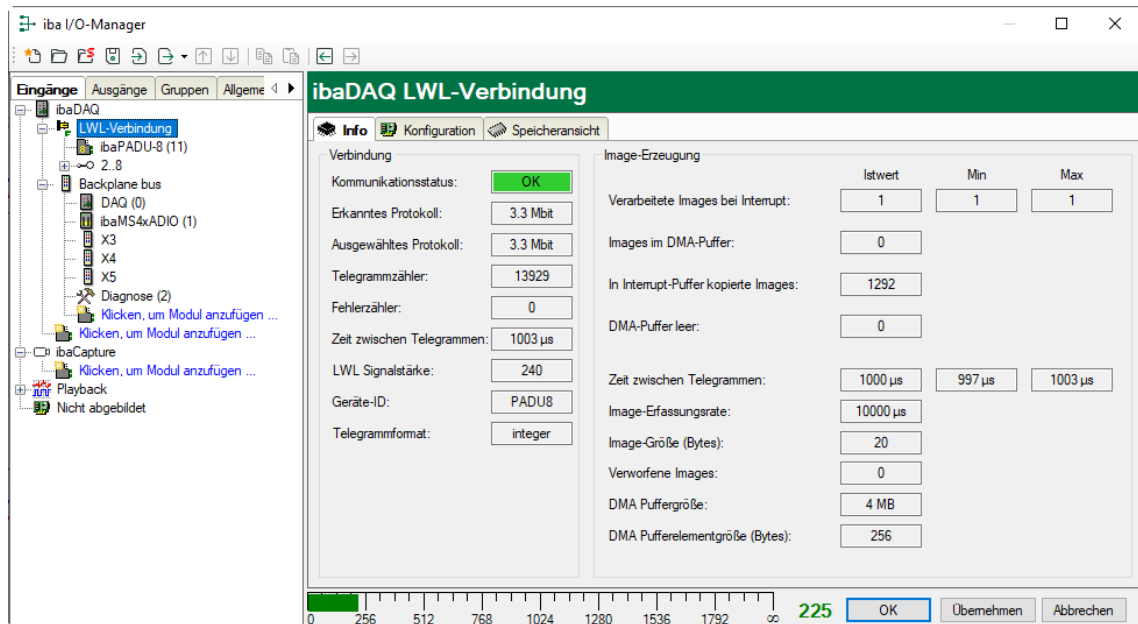 iba I/O-Manager
Eingänge Ausgänge Gruppen Allgeme
ibaDAQ
LWL-Verbindung
ibaPADU-8 (11)
2..8
Backplane bus
DAQ (0)
ibaMS4xADIO (1)
X3
X4
X5
Diagnose (2)
Klicken, um Modul anzufügen ...
Klicken, um Modul anzufügen ...
ibaCapture
Klicken, um Modul anzufügen ...
Playback
Nicht abgebildet
ibaDAQ LWL-Verbindung
Info Konfiguration Speicheransicht
Verbindung
Kommunikationsstatus: OK
Erkanntes Protokoll: 3.3 Mbit
Ausgewähltes Protokoll: 3.3 Mbit
Telegrammzähler: 13929
Fehlerzähler: 0
Zeit zwischen Telegrammen: 1003 µs
LWL Signalstärke: 240
Geräte-ID: PADU8
Telegrammformat: integer
Image-Erzeugung
Istwert Min Max
Verarbeitete Images bei Interrupt: 1 1 1
Images im DMA-Puffer: 0
In Interrupt-Puffer kopierte Images: 1292
DMA-Puffer leer: 0
Zeit zwischen Telegrammen: 1000 µs 997 µs 1003 µs
Image-Erfassungsrate: 10000 µs
Image-Größe (Bytes): 20
Verworfene Images: 0
DMA Puffergröße: 4 MB
DMA Pufferelementgröße (Bytes): 256
0 256 512 768 1024 1280 1536 1792 ∞ 225 OK Übernehmen Abbrechen